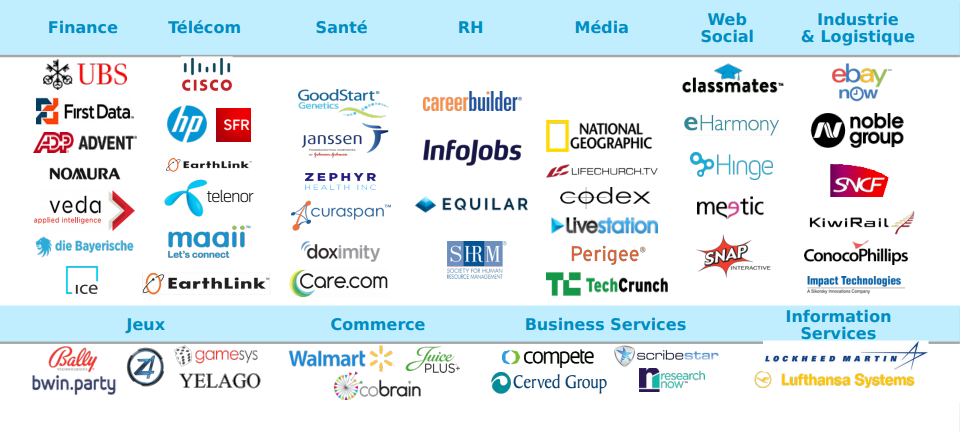 Finance
Télécom
Santé
RH
Média
Web
Social
Industrie
& Logistique
UBS
First Data.
ADP ADVENT
NOMURA
veda
applied intelligence
die Bayerische
ICE
CISCO
hp
SFR
EarthLink
telenor
maaii
Let's connect
EarthLink
GoodStart
Genetics
janssen
ZEPHYR
HEALTH INC
curaspan
doximity
Care.com
careerbuilder
InfoJobs
EQUILAR
SHRM
SOCIETY FOR HUMAN
RESOURCE MANAGEMENT
NATIONAL
GEOGRAPHIC
LIFECHURCH.TV
codex
Livestation
Perigee
TC TechCrunch
classmates
eHarmony
Hinge
meetic
SNAP
INTERACTIVE
ebay
now
noble
group
SNCF
KiwiRail
ConocoPhillips
Impact Technologies
A Sikorsky Innovations Company
Jeux
Commerce
Business Services
Information
Services
Bally
TECHNOLOGIES
bwin.party
gamesys
YELAGO
Walmart
Juice
PLUS+
cobrain
compete
scribestar
Cerved Group
n research
now
LOCKHEED MARTIN
Lufthansa Systems